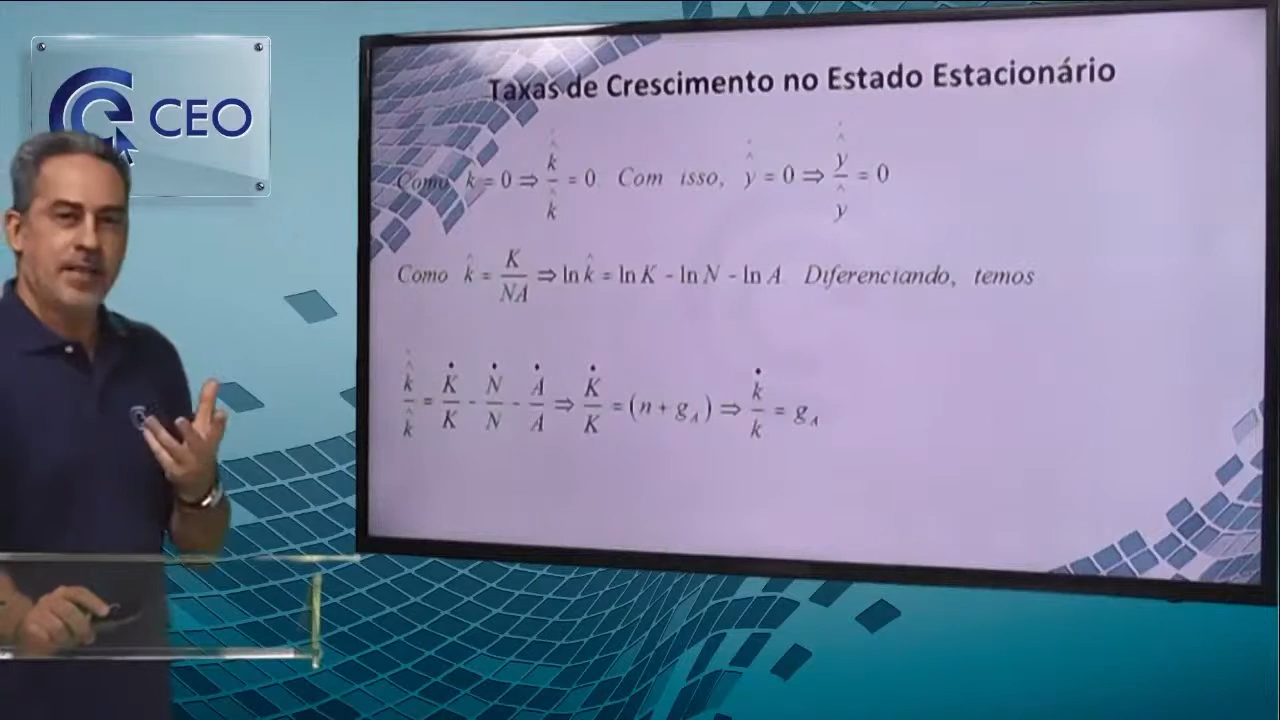 CEO
Taxas de Crescimento no Estado Estacionário
Como k̂̇ = 0 ⇒ k̂̇/k̂ = 0 Com isso, ŷ̇ = 0 ⇒ ŷ̇/ŷ = 0
Como k̂ = K/NA ⇒ ln k̂ = ln K - ln N - ln A. Diferenciando, temos
k̂̇/k̂ = K̇/K - Ṅ/N - Ȧ/A ⇒ K̇/K = (n + g_A) ⇒ k̇/k = g_A